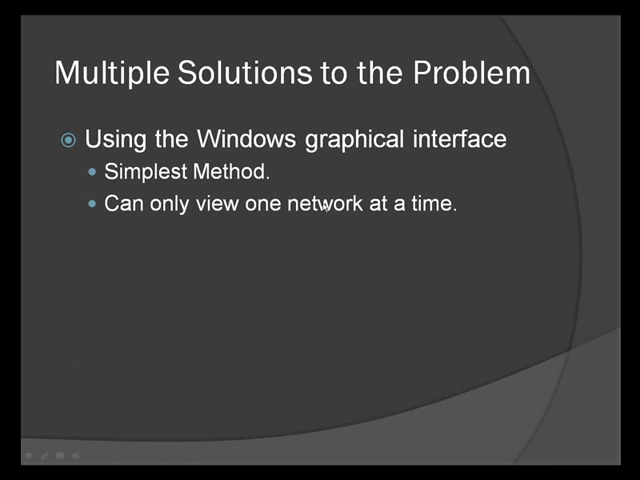 Multiple Solutions to the Problem
Using the Windows graphical interface
Simplest Method.
Can only view one network at a time.